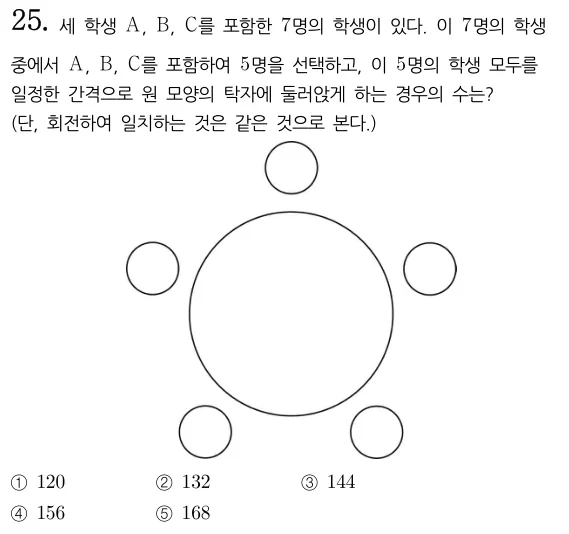 25. 세 학생 A, B, C를 포함한 7명의 학생이 있다. 이 7명의 학생
중에서 A, B, C를 포함하여 5명을 선택하고, 이 5명의 학생 모두를
일정한 간격으로 원 모양의 탁자에 둘러앉게 하는 경우의 수는?
(단, 회전하여 일치하는 것은 같은 것으로 본다.)
① 120 ② 132 ③ 144
④ 156 ⑤ 168